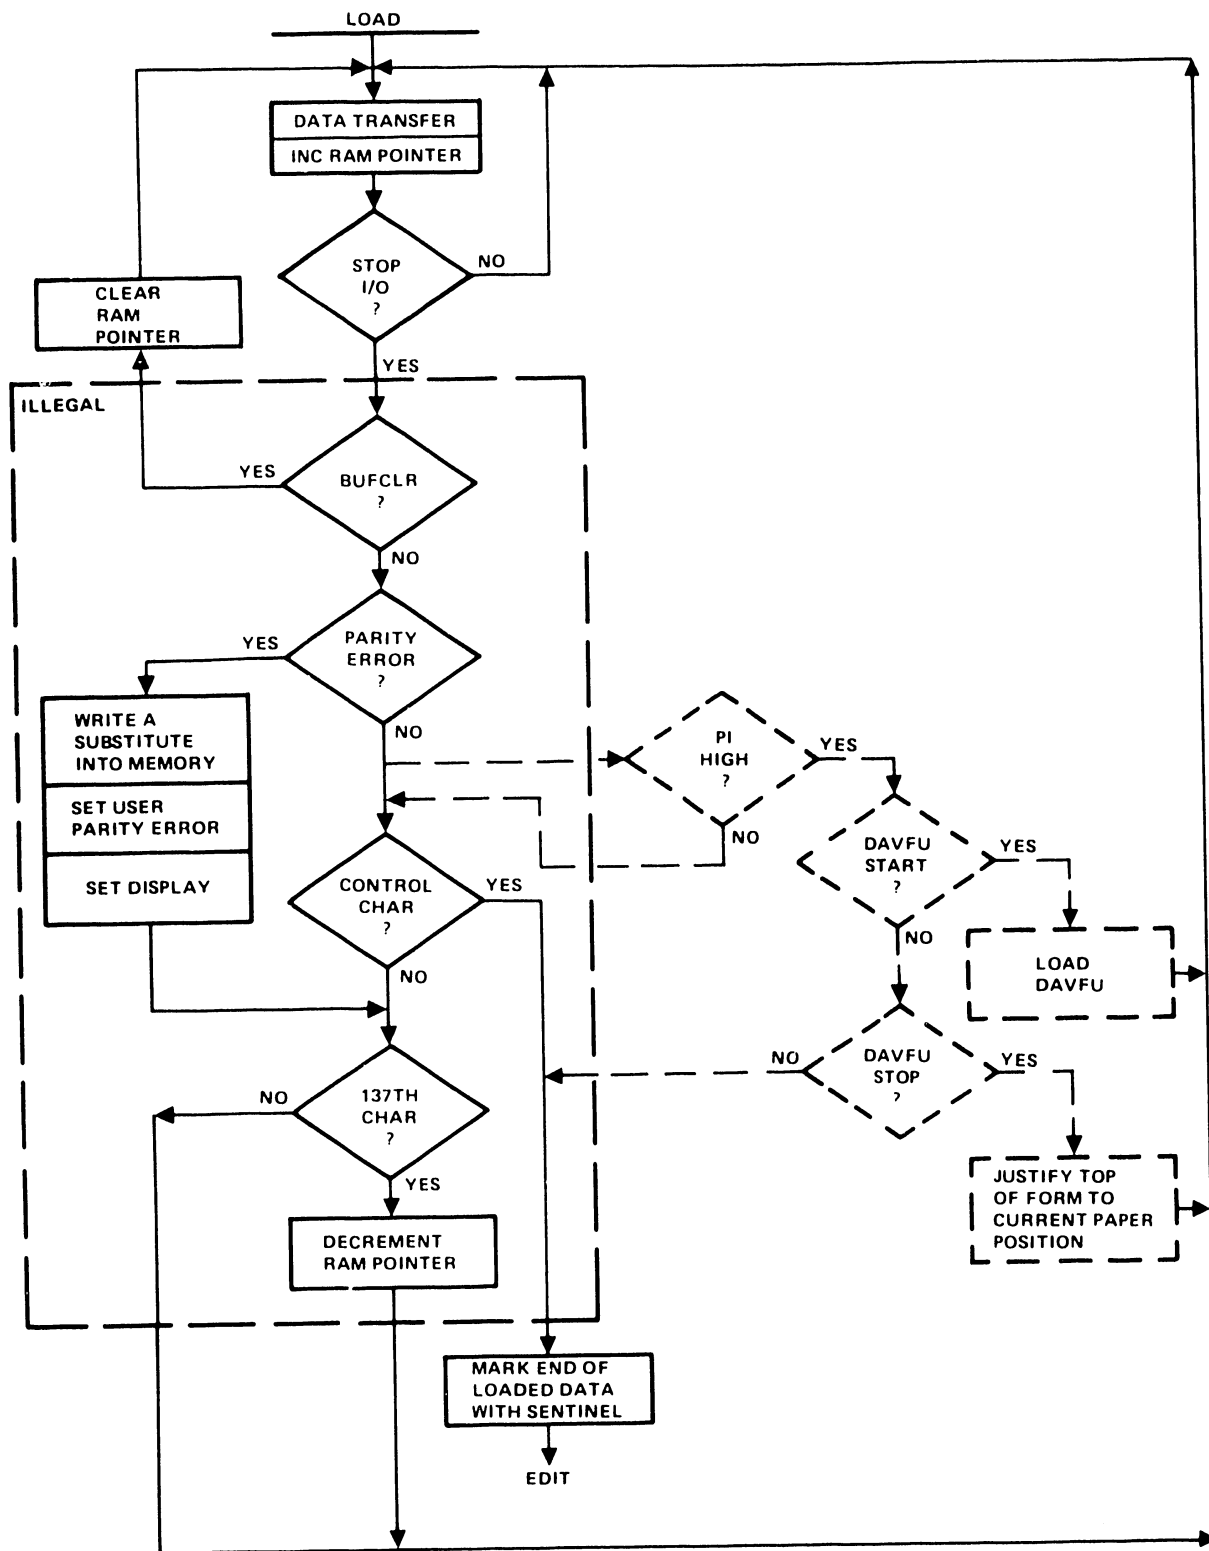 LOAD
DATA TRANSFER
INC RAM POINTER
STOP
I/O
?
NO
CLEAR
RAM
POINTER
YES
ILLEGAL
YES
BUFCLR
?
NO
YES
PARITY
ERROR
?
NO
WRITE A
SUBSTITUTE
INTO MEMORY
SET USER
PARITY ERROR
SET DISPLAY
PI
HIGH
?
YES
NO
DAVFU
START
?
YES
NO
CONTROL
CHAR
?
YES
NO
LOAD
DAVFU
NO
DAVFU
STOP
?
YES
NO
137TH
CHAR
?
YES
JUSTIFY TOP
OF FORM TO
CURRENT PAPER
POSITION
DECREMENT
RAM POINTER
MARK END OF
LOADED DATA
WITH SENTINEL
EDIT